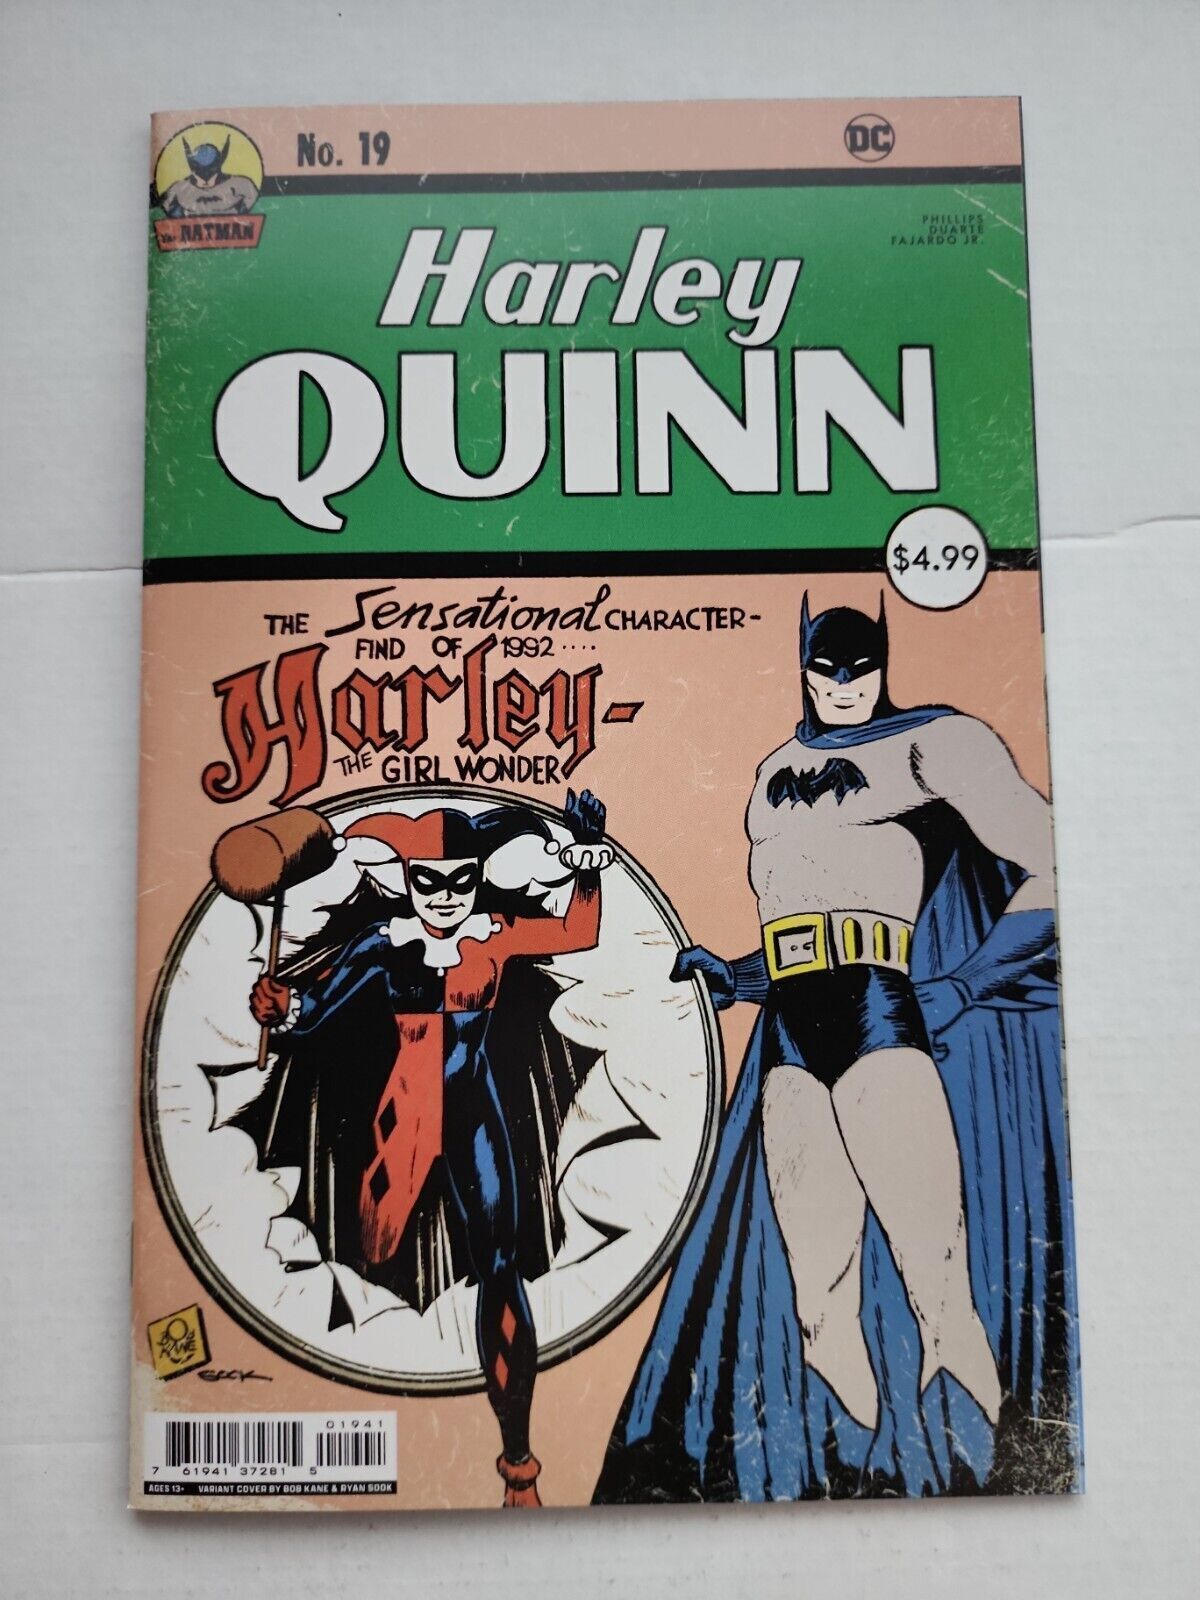 No. 19
DC
The BATMAN
PHILLIPS
DUARTE
FAJARDO JR.
Harley
QUINN
$4.99
THE Sensational CHARACTER-
FIND OF 1992....
Harley-
THE GIRL WONDER
BOB
KANE
SOOK
01941
7 61941 37281 5
AGES 13+ VARIANT COVER BY BOB KANE & RYAN SOOK